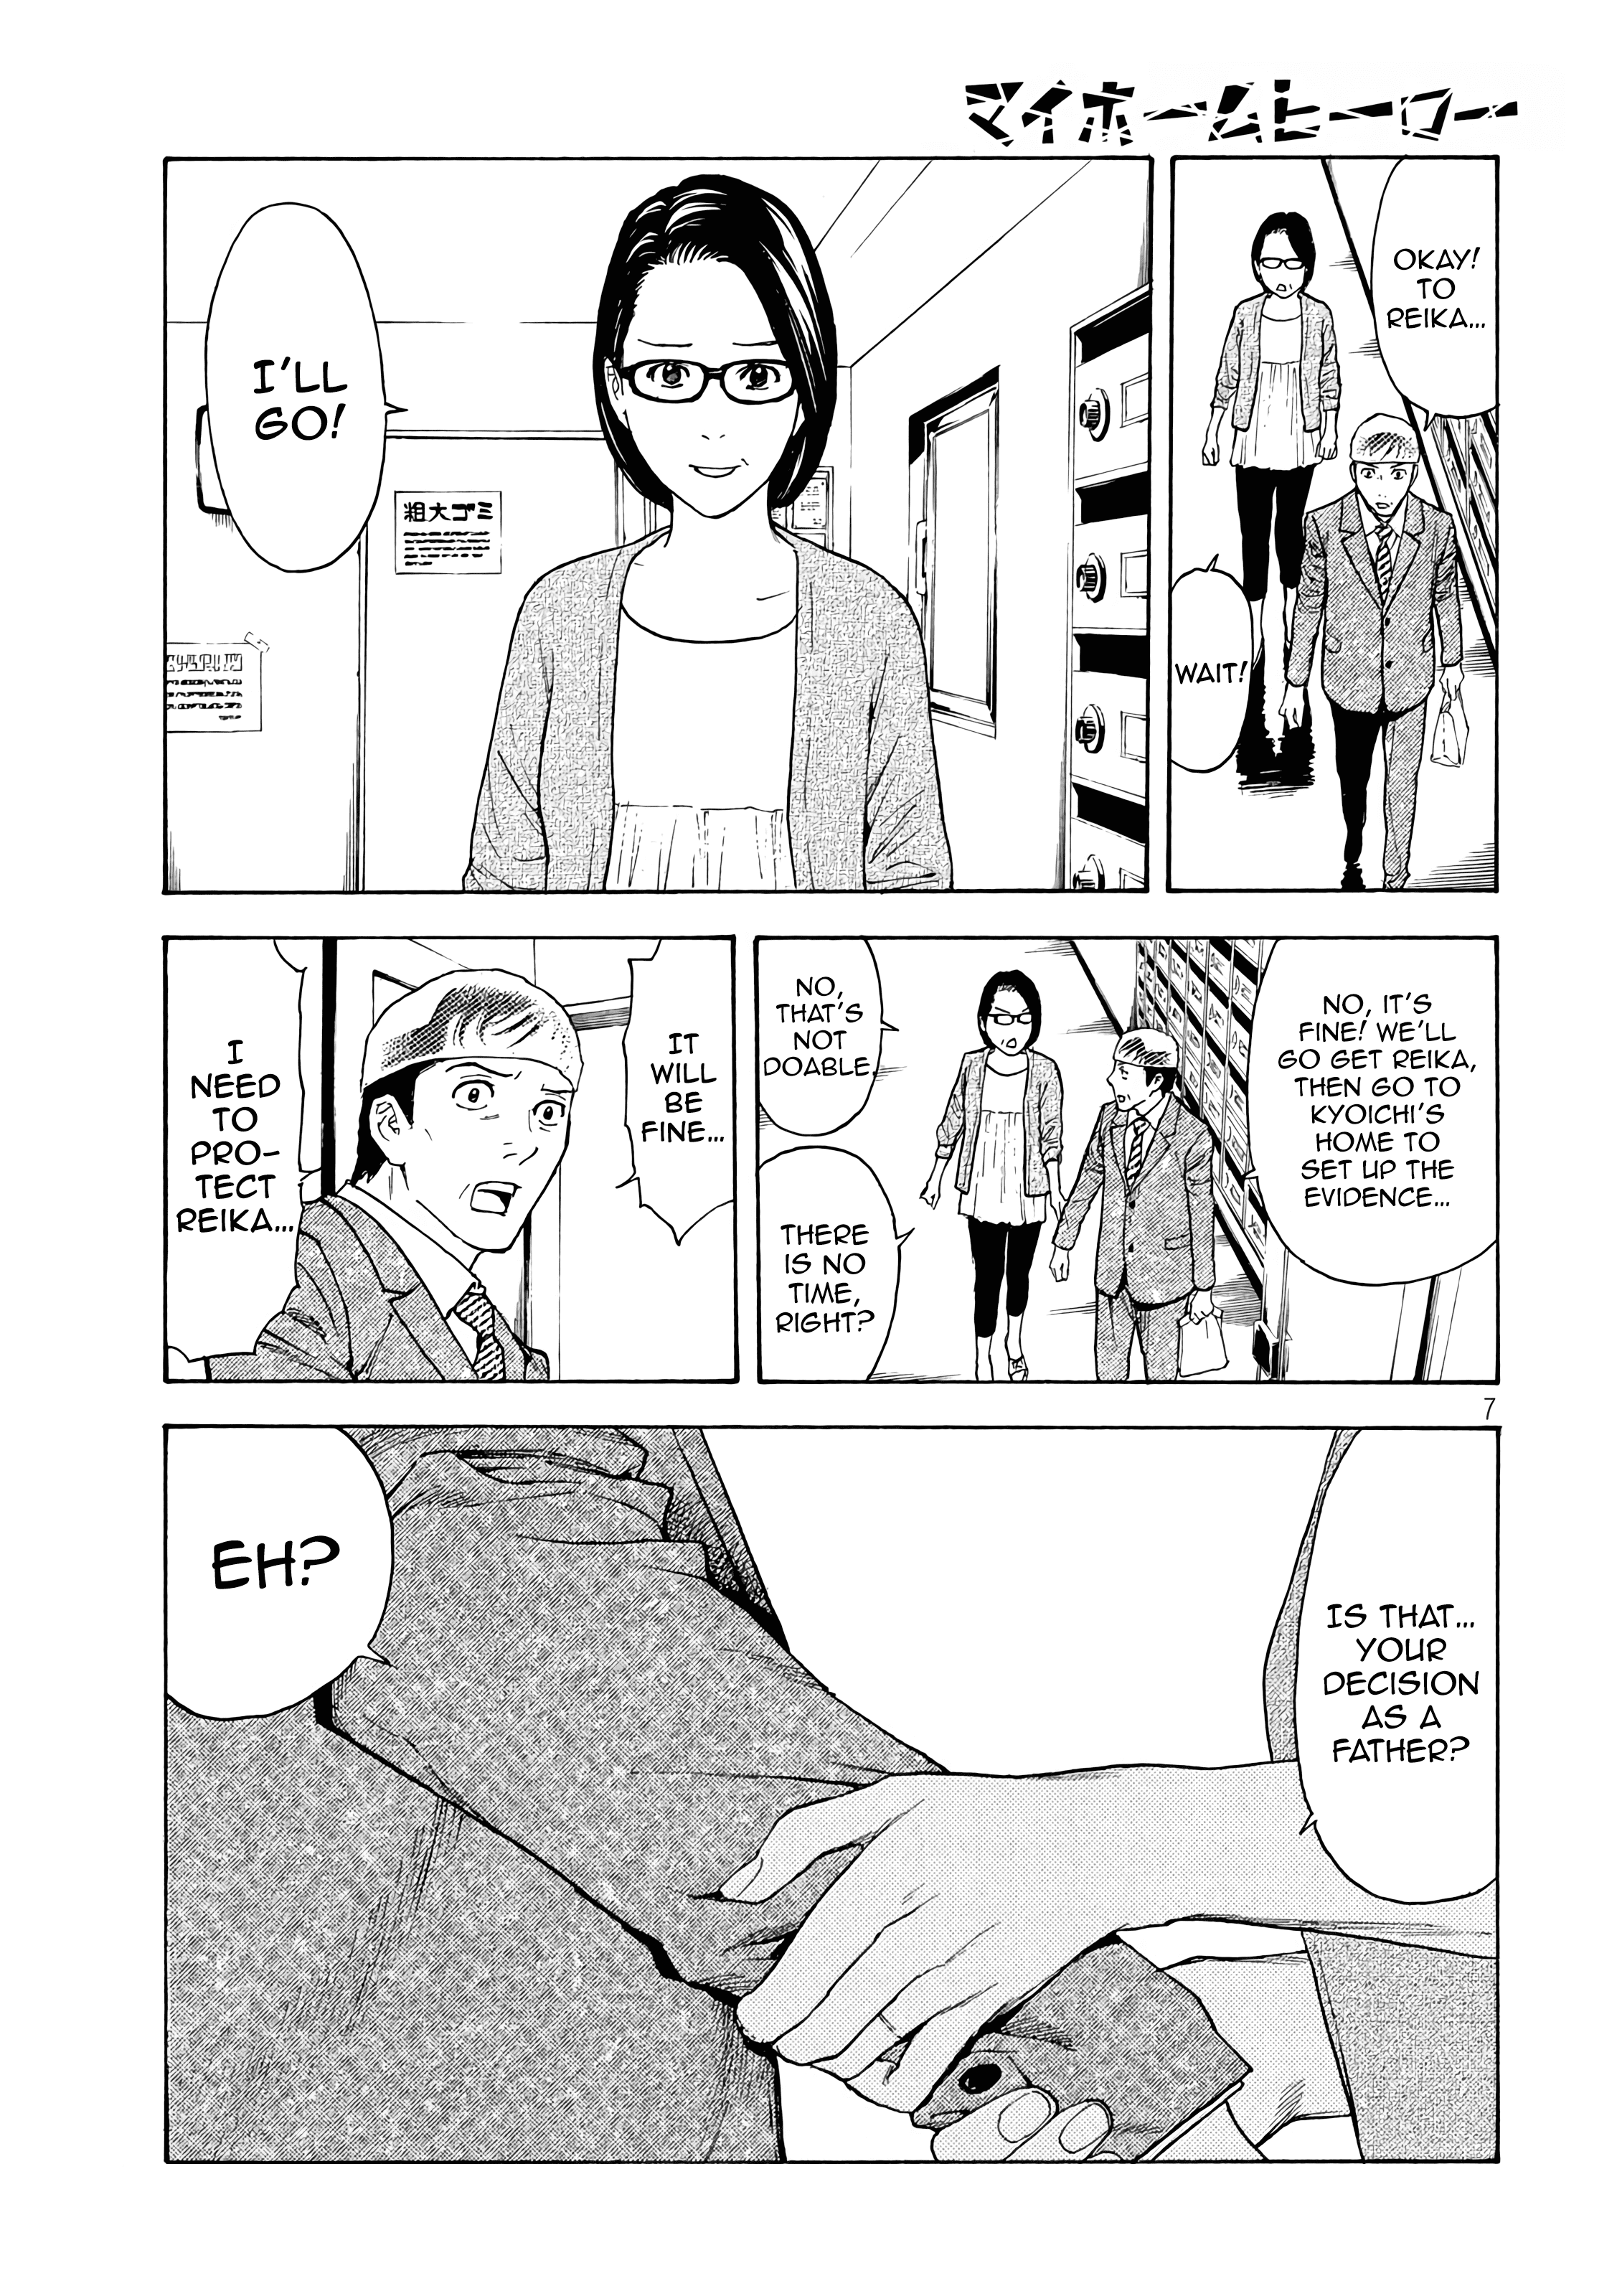 マイホームヒーロー
OKAY!
TO
REIKA...
WAIT!
I'LL
GO!
粗大ゴミ
NO, IT'S
FINE! WE'LL
GO GET REIKA,
THEN GO TO
KYOICHI'S
HOME TO
SET UP THE
EVIDENCE...
NO,
THAT'S
NOT
DOABLE.
THERE
IS NO
TIME,
RIGHT?
IT
WILL
BE
FINE...
I
NEED
TO
PRO-
TECT
REIKA...
7
IS THAT...
YOUR
DECISION
AS A
FATHER?
EH?